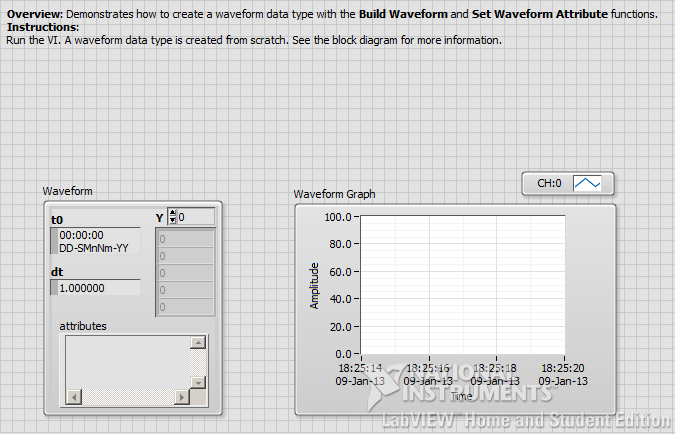 Overview: Demonstrates how to create a waveform data type with the Build Waveform and Set Waveform Attribute functions.
Instructions:
Run the VI. A waveform data type is created from scratch. See the block diagram for more information.
Waveform
t0
00:00:00
DD-SMnNm-YY
dt
1.000000
Y 0
0
0
0
0
0
attributes
Waveform Graph
CH:0
Amplitude
100.0
80.0
60.0
40.0
20.0
0.0
18:25:14 18:25:16 18:25:18 18:25:20
09-Jan-13 09-Jan-13 09-Jan-13 09-Jan-13
Time
NATIONAL
INSTRUMENTS
LabVIEW™ Home and Student Edition